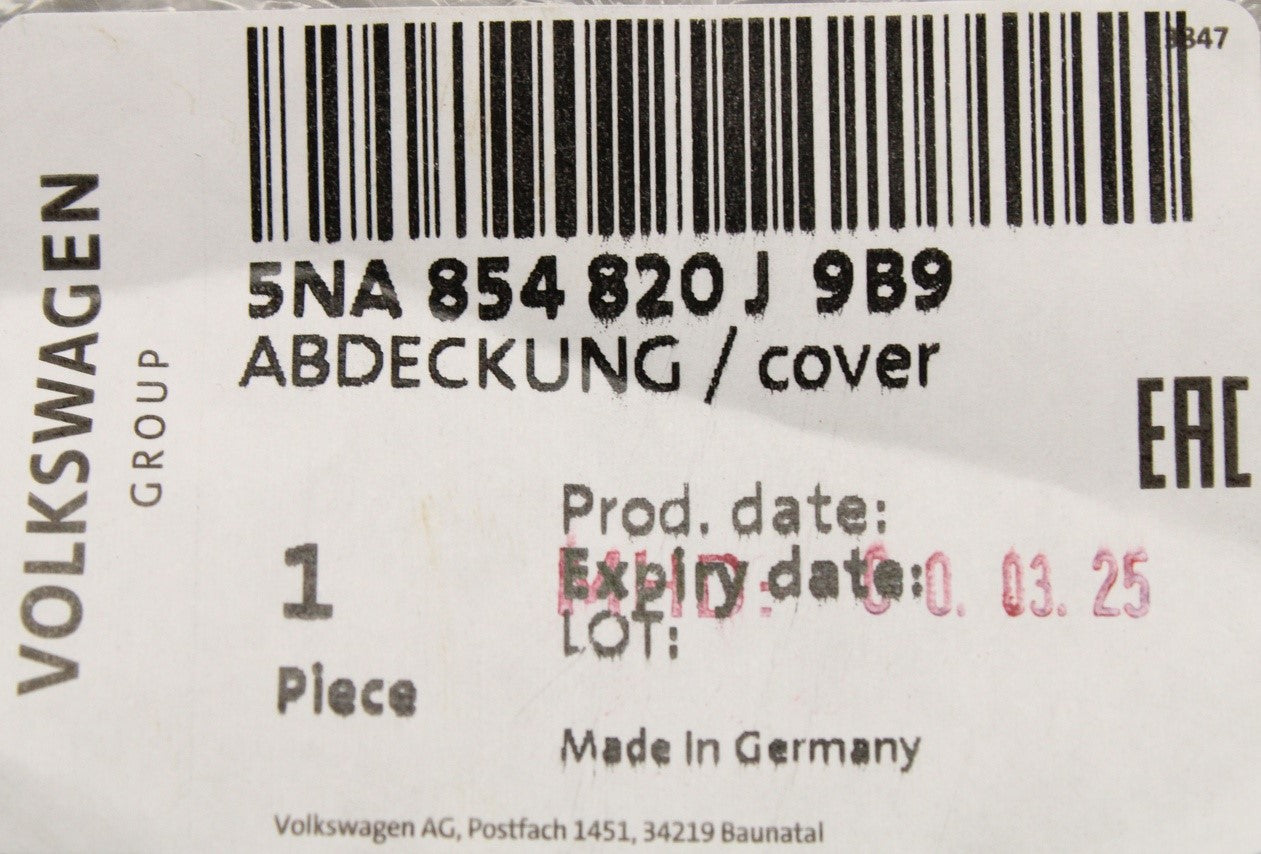 VOLKSWAGEN
GROUP
5NA 854 820 J 9B9
ABDECKUNG / cover
EAC
1
Piece
Prod. date:
Expiry date:
MHD: 03. 25
LOT:
Made In Germany
Volkswagen AG, Postfach 1451, 34219 Baunatal